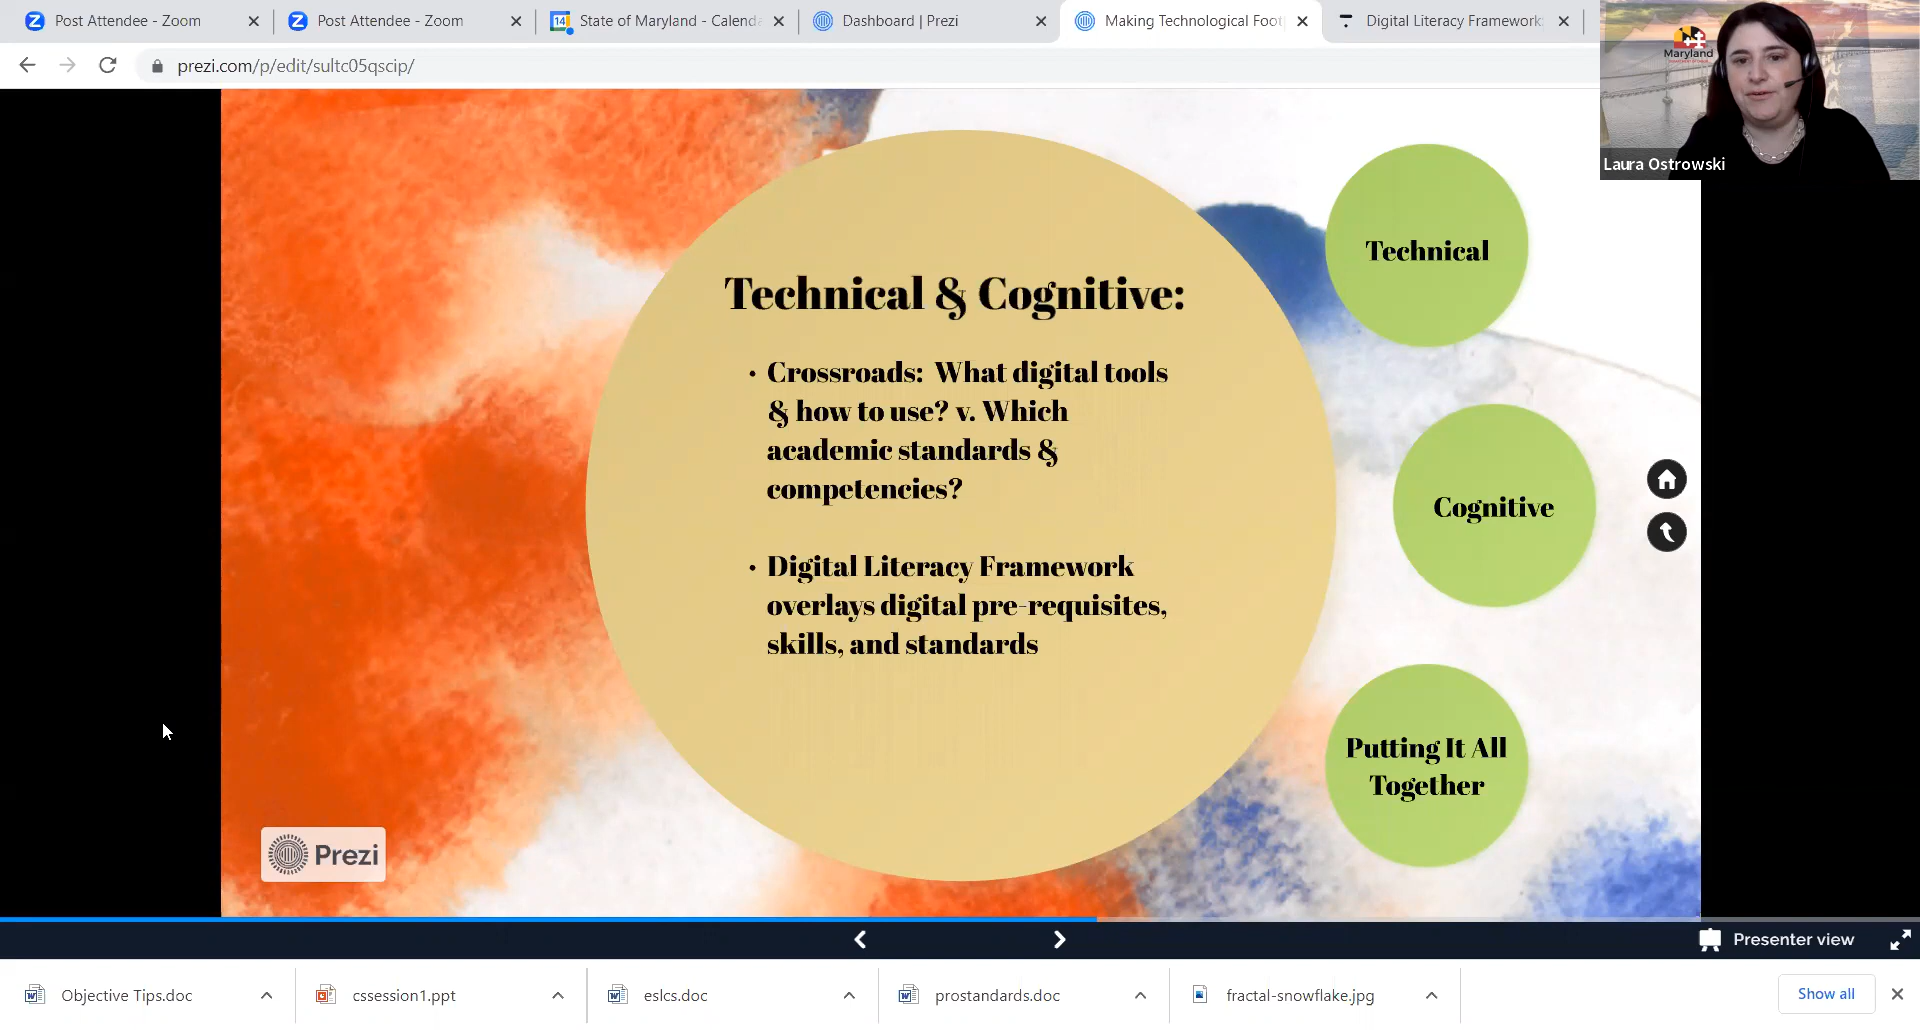 Post Attendee - Zoom
Post Attendee - Zoom
14
State of Maryland - Calend
Dashboard | Prezi
Making Technological Foot
Digital Literacy Framework
prezi.com/p/edit/sultc05qscip/
Maryland
Laura Ostrowski
Technical & Cognitive:
• Crossroads: What digital tools
& how to use? v. Which
academic standards &
competencies?
• Digital Literacy Framework
overlays digital pre-requisites,
skills, and standards
Technical
Cognitive
Putting It All
Together
Prezi
Presenter view
Objective Tips.doc
cssession1.ppt
eslcs.doc
prostandards.doc
fractal-snowflake.jpg
Show all